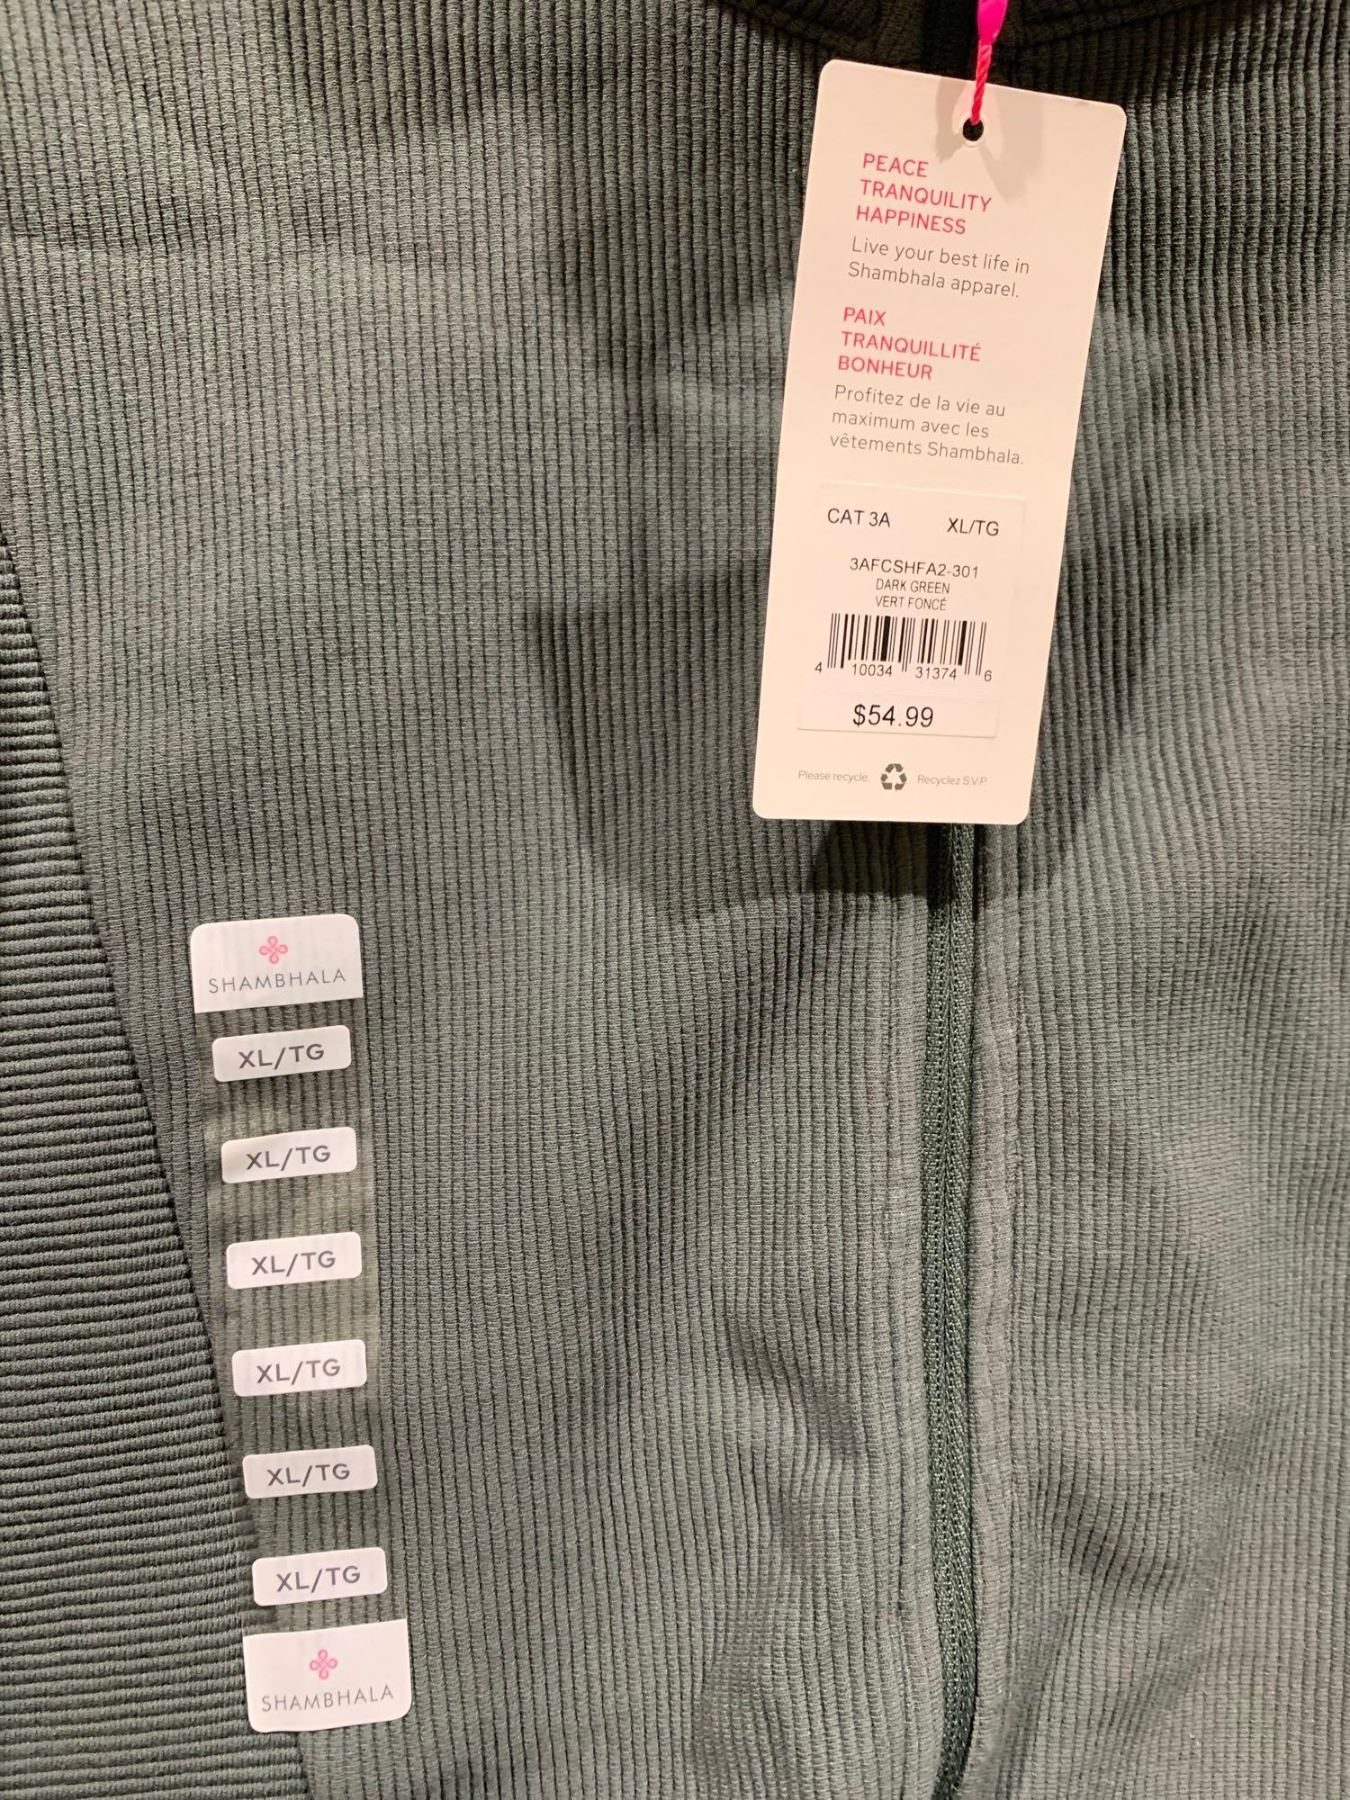 PEACE
TRANQUILITY
HAPPINESS
Live your best life in
Shambhala apparel.
PAIX
TRANQUILLITÉ
BONHEUR
Profitez de la vie au
maximum avec les
vêtements Shambhala.
CAT 3A XL/TG
3AFCSHFA2-301
DARK GREEN
VERT FONCÉ
4 10034 31374 6
$54.99
Please recycle. Recyclez S.V.P.
SHAMBHALA
XL/TG
XL/TG
XL/TG
XL/TG
XL/TG
XL/TG
SHAMBHALA